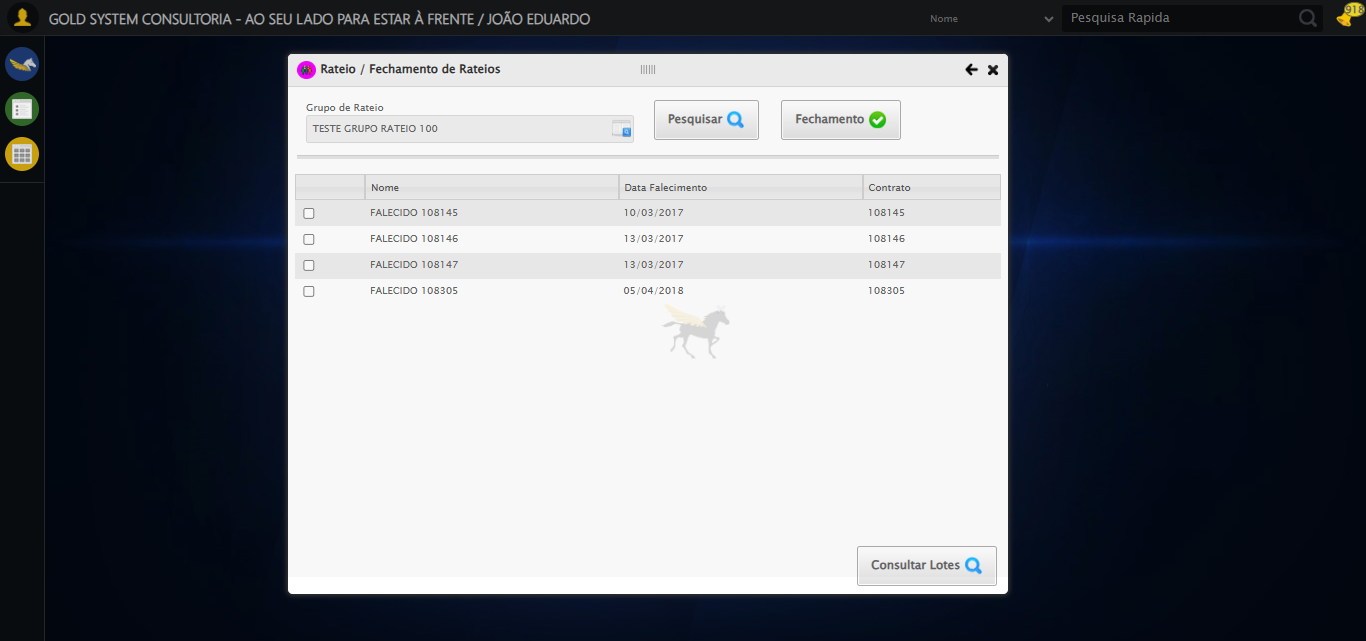 GOLD SYSTEM CONSULTORIA - AO SEU LADO PARA ESTAR À FRENTE / JOÃO EDUARDO
Nome
Pesquisa Rapida
918
Rateio / Fechamento de Rateios
Grupo de Rateio
TESTE GRUPO RATEIO 100
Pesquisar
Fechamento
Nome Data Falecimento Contrato
FALECIDO 108145 10/03/2017 108145
FALECIDO 108146 13/03/2017 108146
FALECIDO 108147 13/03/2017 108147
FALECIDO 108305 05/04/2018 108305
Consultar Lotes